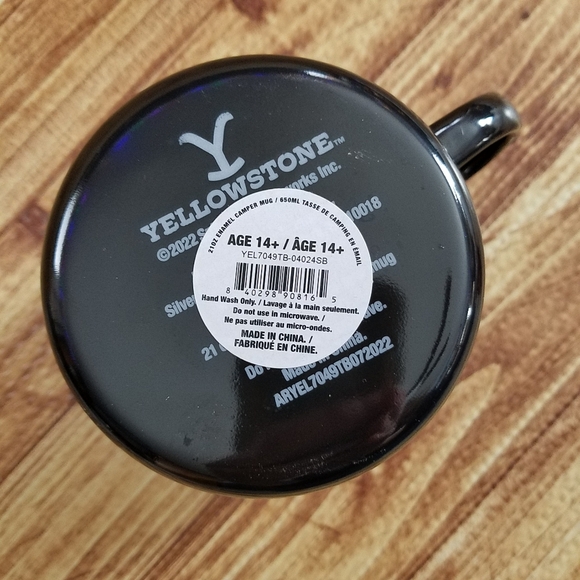 Y
YELLOWSTONE™
©2022 S
orks Inc.
Silver
10018
mug
21
Do
ve.
Made in China.
ARYEL7049TB072022
21OZ ENAMEL CAMPER MUG / 650ML TASSE DE CAMPING EN ÉMAIL
AGE 14+ / ÂGE 14+
YEL7049TB-04024SB
8 40298 90816 5
Hand Wash Only. / Lavage à la main seulement.
Do not use in microwave. /
Ne pas utiliser au micro-ondes.
MADE IN CHINA. /
FABRIQUÉ EN CHINE.